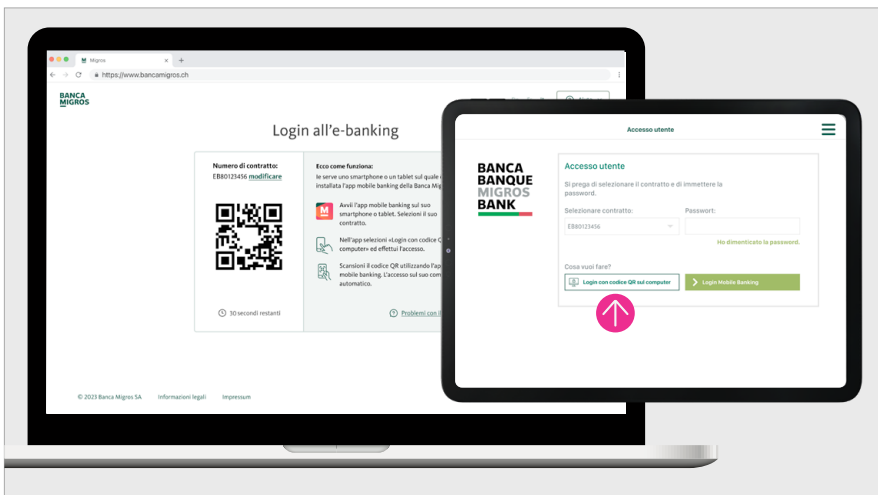 Migros
https://www.bancamigros.ch
BANCA
MIGROS
Login all'e-banking
Numero di contratto:
EB80123456 modificare
30 secondi restanti
Ecco come funziona:
le serve uno smartphone o un tablet sul quale
installata l'app mobile banking della Banca Mig
Avvii l'app mobile banking sul suo
smartphone o tablet. Selezioni il suo
contratto.
Nell'app selezioni «Login con codice
computer» ed effettui l'accesso.
Scansioni il codice QR utilizzando l'ap
mobile banking. L'accesso sul suo com
automatico.
Problemi con il
© 2023 Banca Migros SA Informazioni legali Impressum
Accesso utente
BANCA
BANQUE
MIGROS
BANK
Accesso utente
Si prega di selezionare il contratto e di immettere la
password.
Selezionare contratto: Passwort:
EB80123456
Ho dimenticato la password.
Cosa vuoi fare?
Login con codice QR sul computer Login Mobile Banking